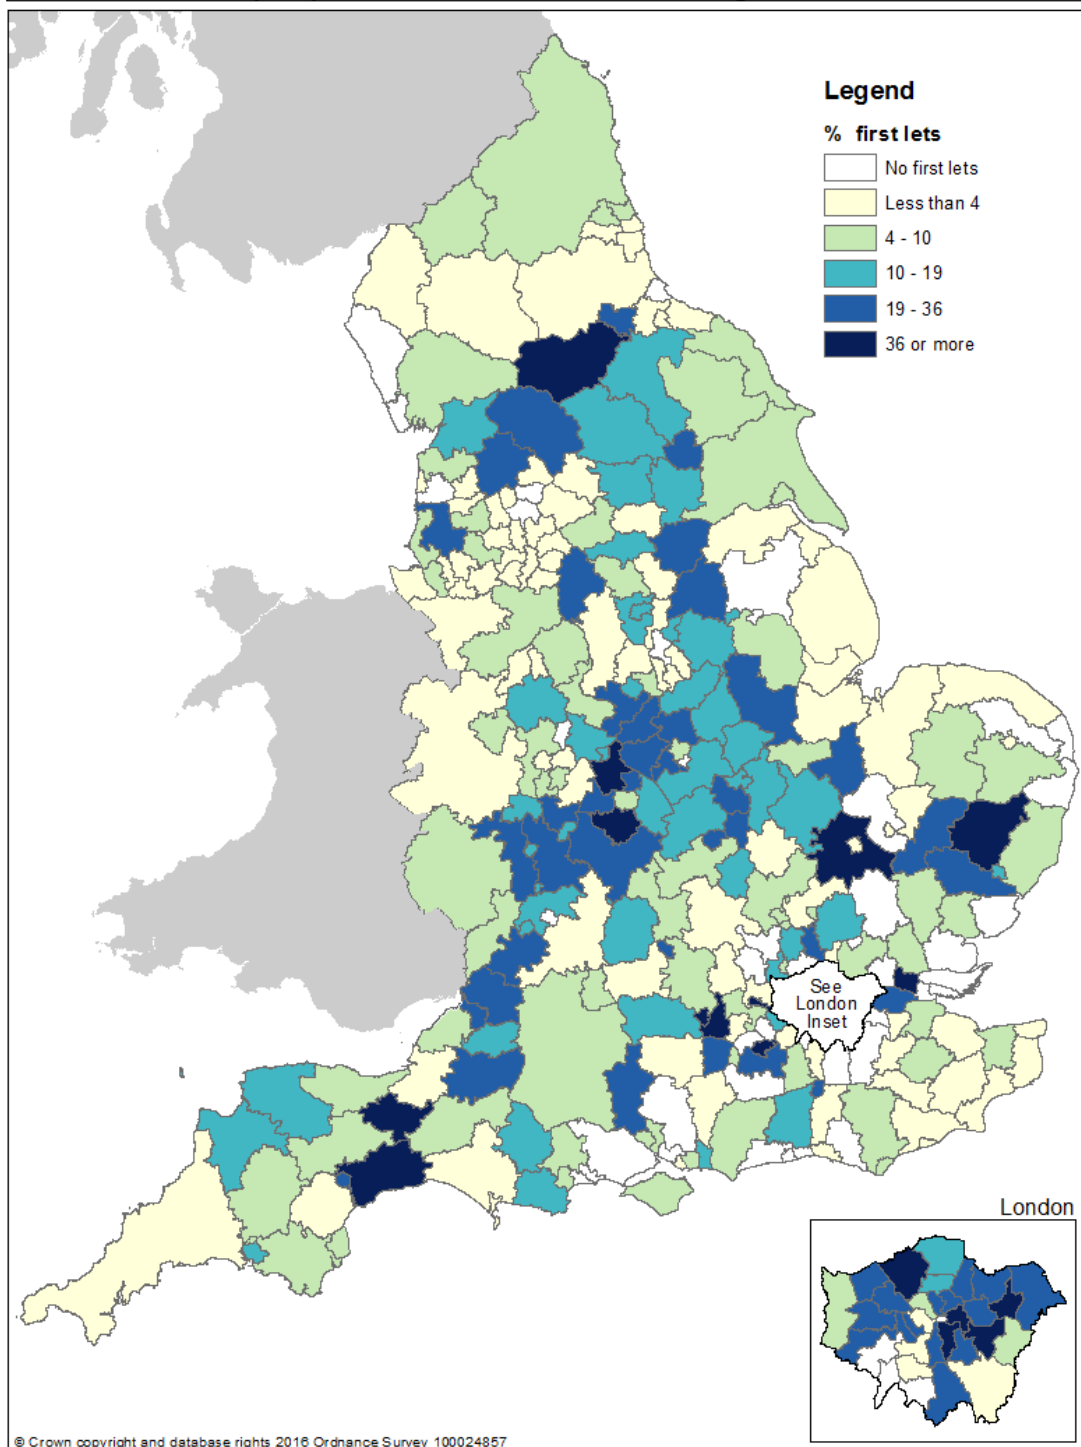 Legend
% first lets
No first lets
Less than 4
4 - 10
10 - 19
19 - 36
36 or more
See
London
Inset
London
© Crown copyright and database rights 2016 Ordnance Survey 100024857